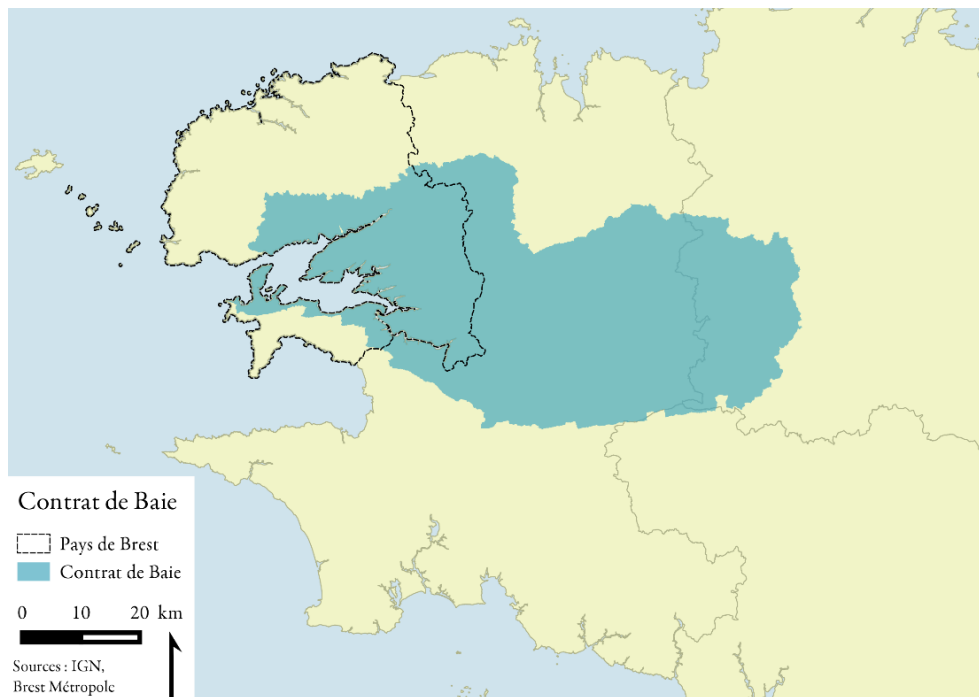 Contrat de Baie
Pays de Brest
Contrat de Baie
0 10 20 km
Sources : IGN,
Brest Métropole